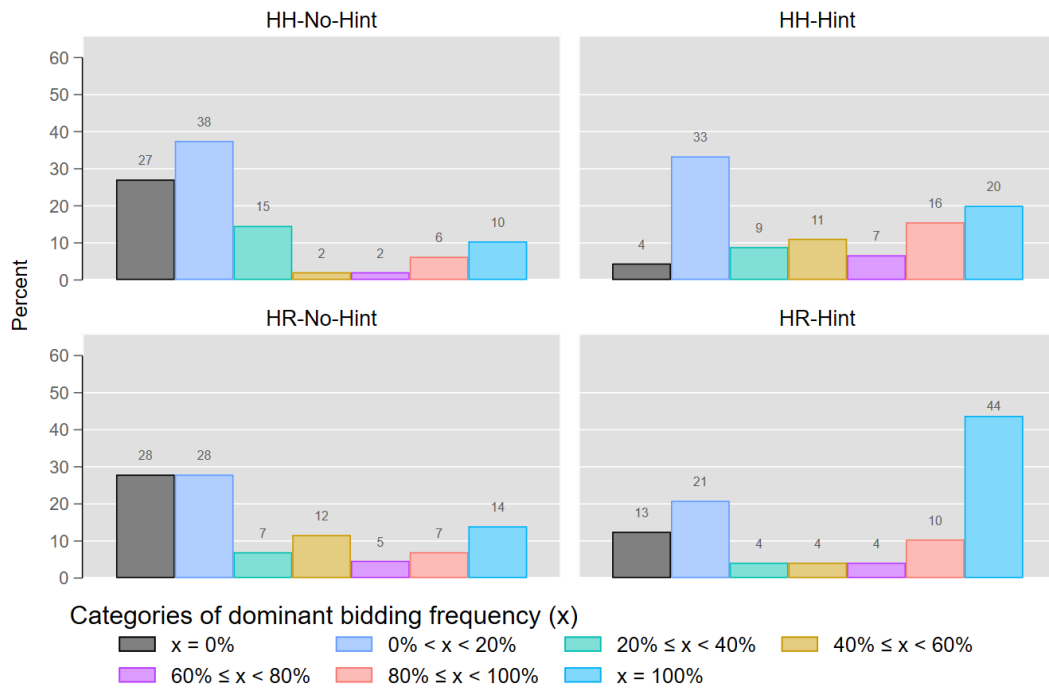 HH-No-Hint HH-Hint
Percent
60
50
40
30
20
10
0
27 38 15 2 2 6 10
4 33 9 11 7 16 20
HR-No-Hint HR-Hint
60
50
40
30
20
10
0
28 28 7 12 5 7 14
13 21 4 4 4 10 44
Categories of dominant bidding frequency (x)
x = 0% 0% < x < 20% 20% ≤ x < 40% 40% ≤ x < 60%
60% ≤ x < 80% 80% ≤ x < 100% x = 100%